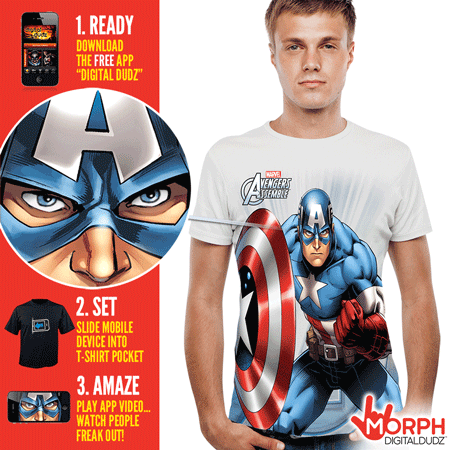 1. READY
DOWNLOAD
THE FREE APP
"DIGITAL DUDZ"
2. SET
SLIDE MOBILE
DEVICE INTO
T-SHIRT POCKET
3. AMAZE
PLAY APP VIDEO...
WATCH PEOPLE
FREAK OUT!
MARVEL
AVENGERS
ASSEMBLE
MORPH
DIGITALDUDZ